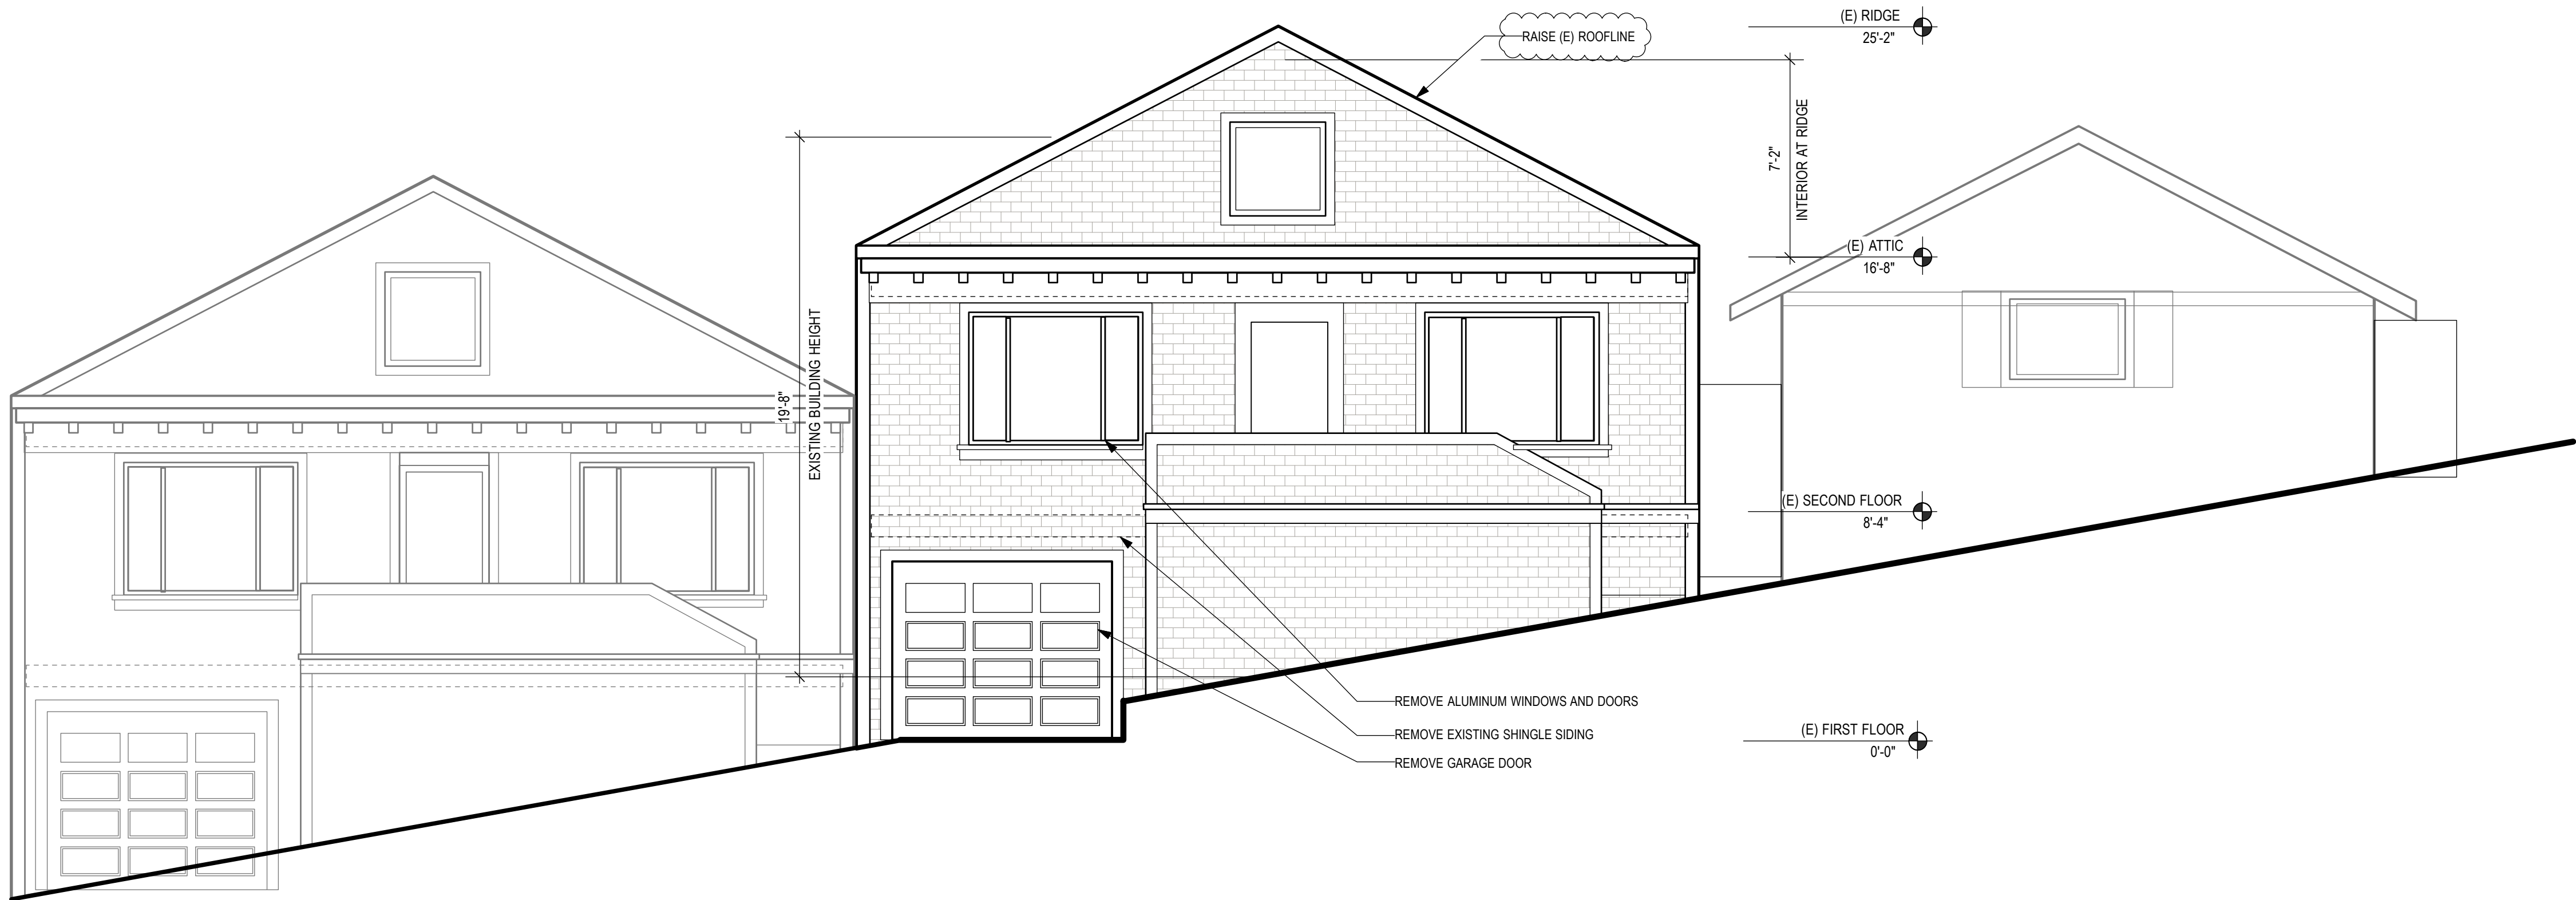 RAISE (E) ROOFLINE
(E) RIDGE
25'-2"
7'-2"
INTERIOR AT RIDGE
(E) ATTIC
16'-8"
19'-8"
EXISTING BUILDING HEIGHT
(E) SECOND FLOOR
8'-4"
REMOVE ALUMINUM WINDOWS AND DOORS
REMOVE EXISTING SHINGLE SIDING
REMOVE GARAGE DOOR
(E) FIRST FLOOR
0'-0"